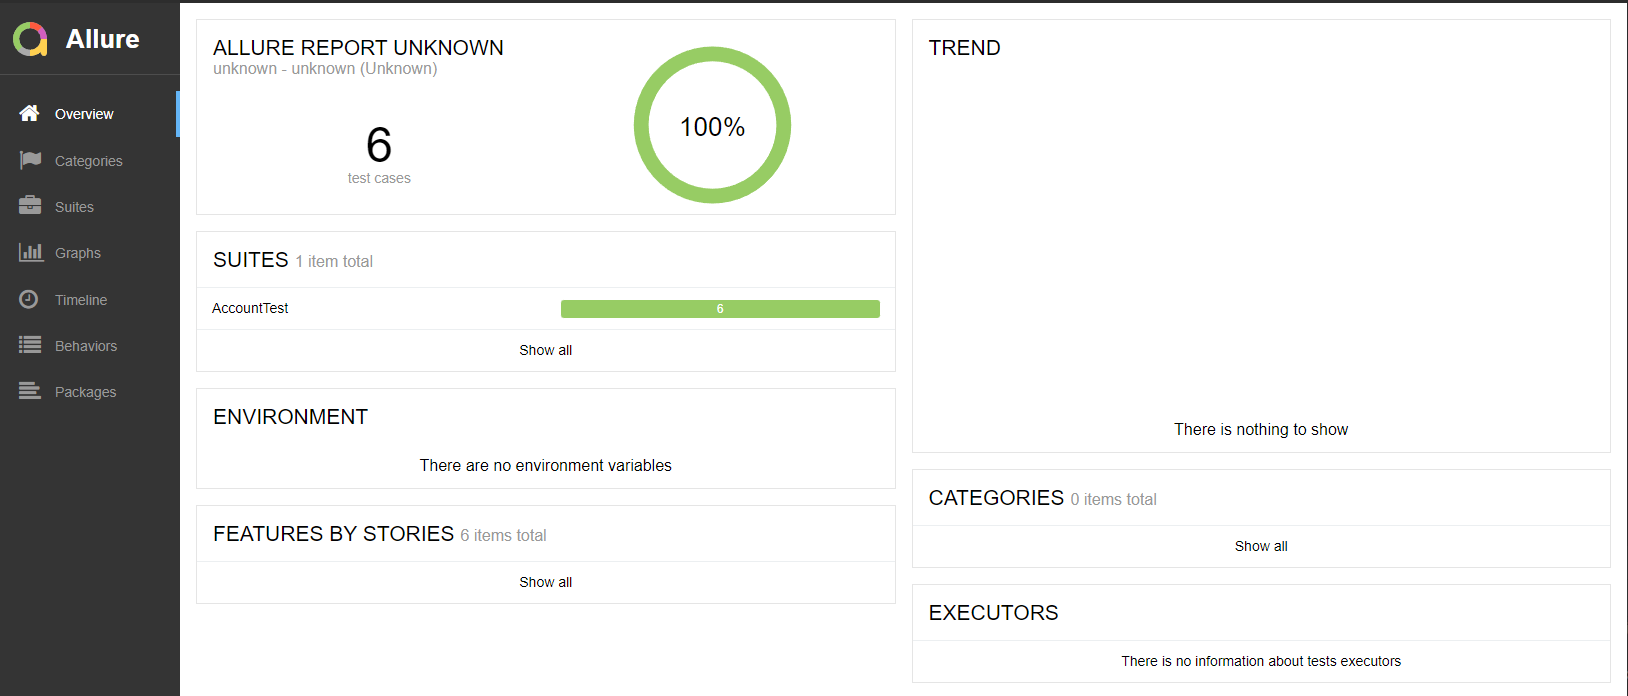 Allure
Overview
Categories
Suites
Graphs
Timeline
Behaviors
Packages
ALLURE REPORT UNKNOWN
unknown - unknown (Unknown)
6
test cases
100%
SUITES 1 item total
AccountTest 6
Show all
ENVIRONMENT
There are no environment variables
FEATURES BY STORIES 6 items total
Show all
TREND
There is nothing to show
CATEGORIES 0 items total
Show all
EXECUTORS
There is no information about tests executors